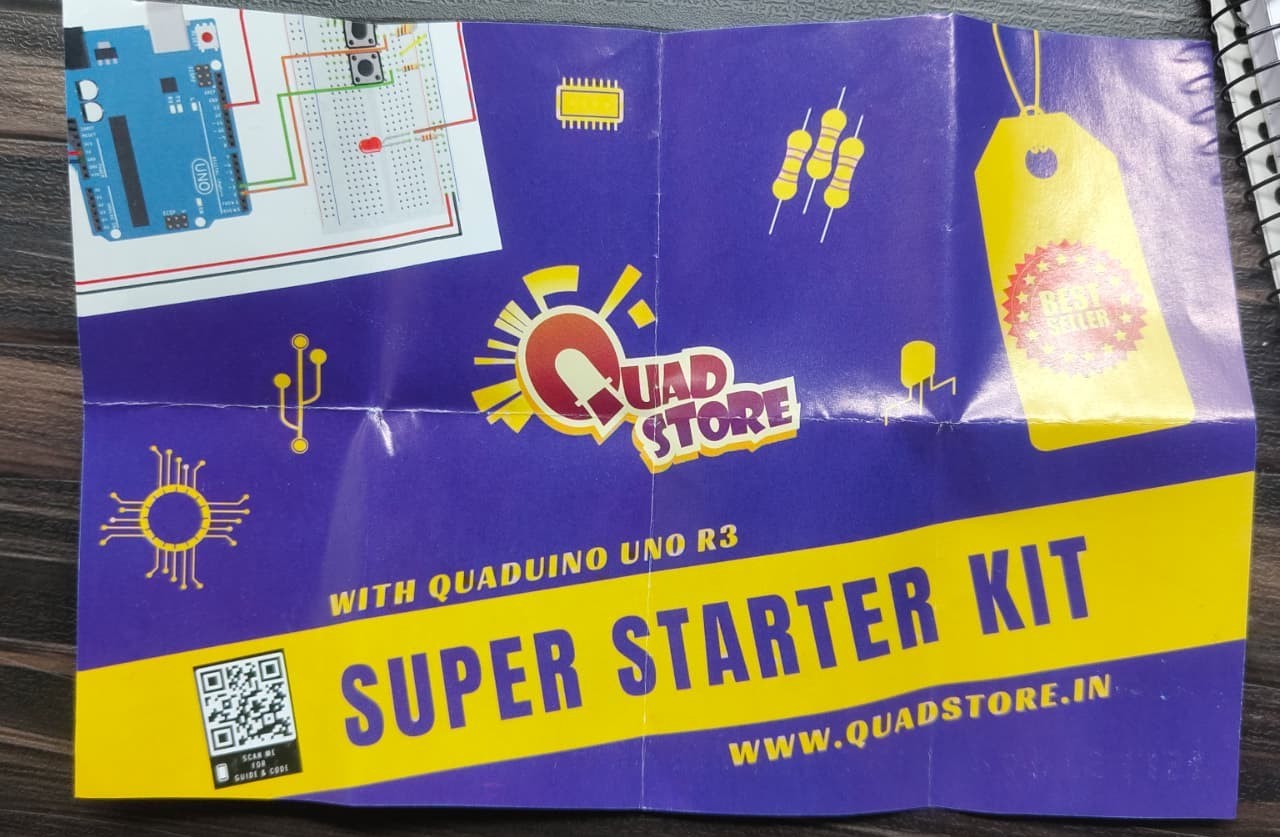 UNO
QUAD
STORE
BEST
SELLER
WITH QUADUINO UNO R3
SUPER STARTER KIT
WWW.QUADSTORE.IN
SCAN ME
FOR
GUIDE & CODE